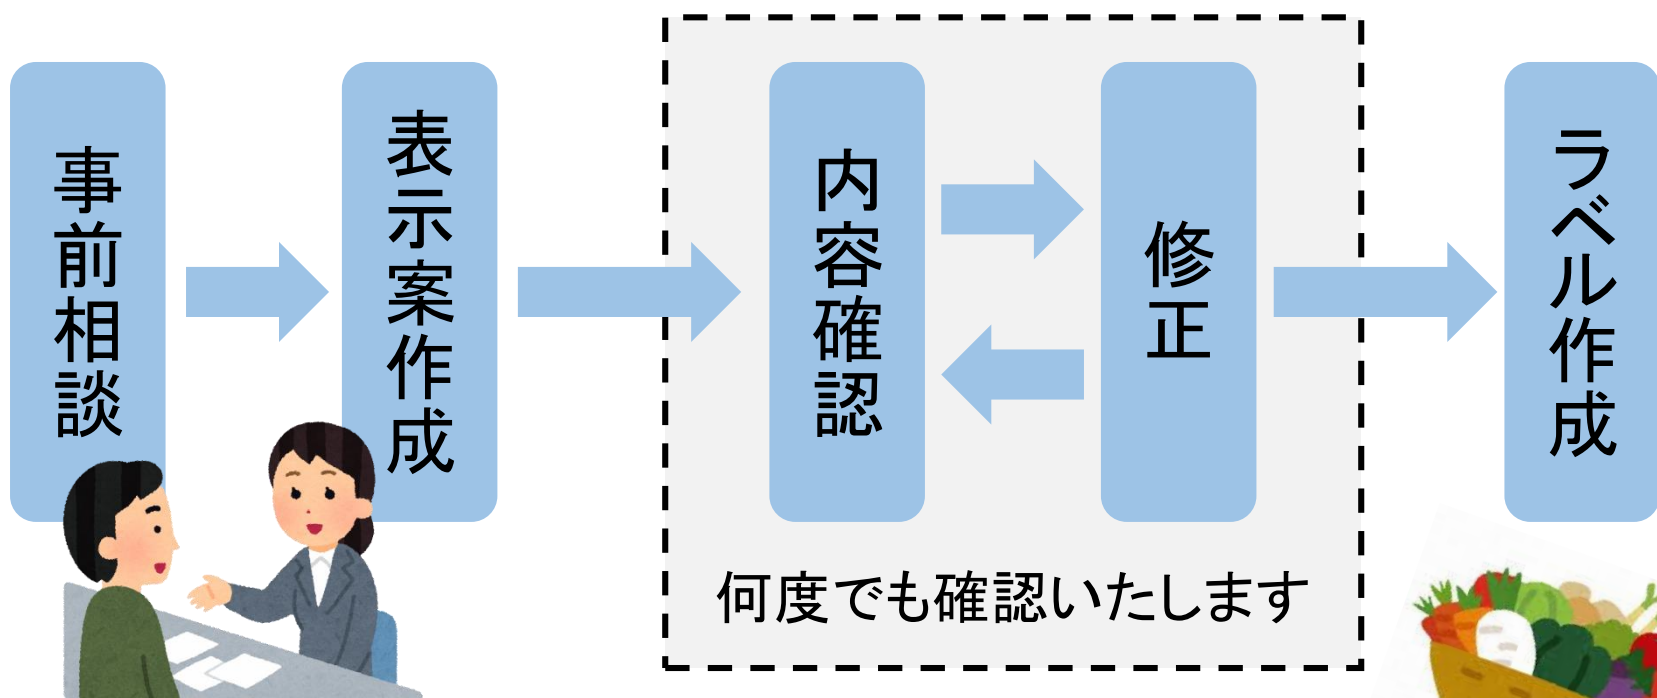 事前相談
表示案作成
内容確認
修正
ラベル作成
何度でも確認いたします